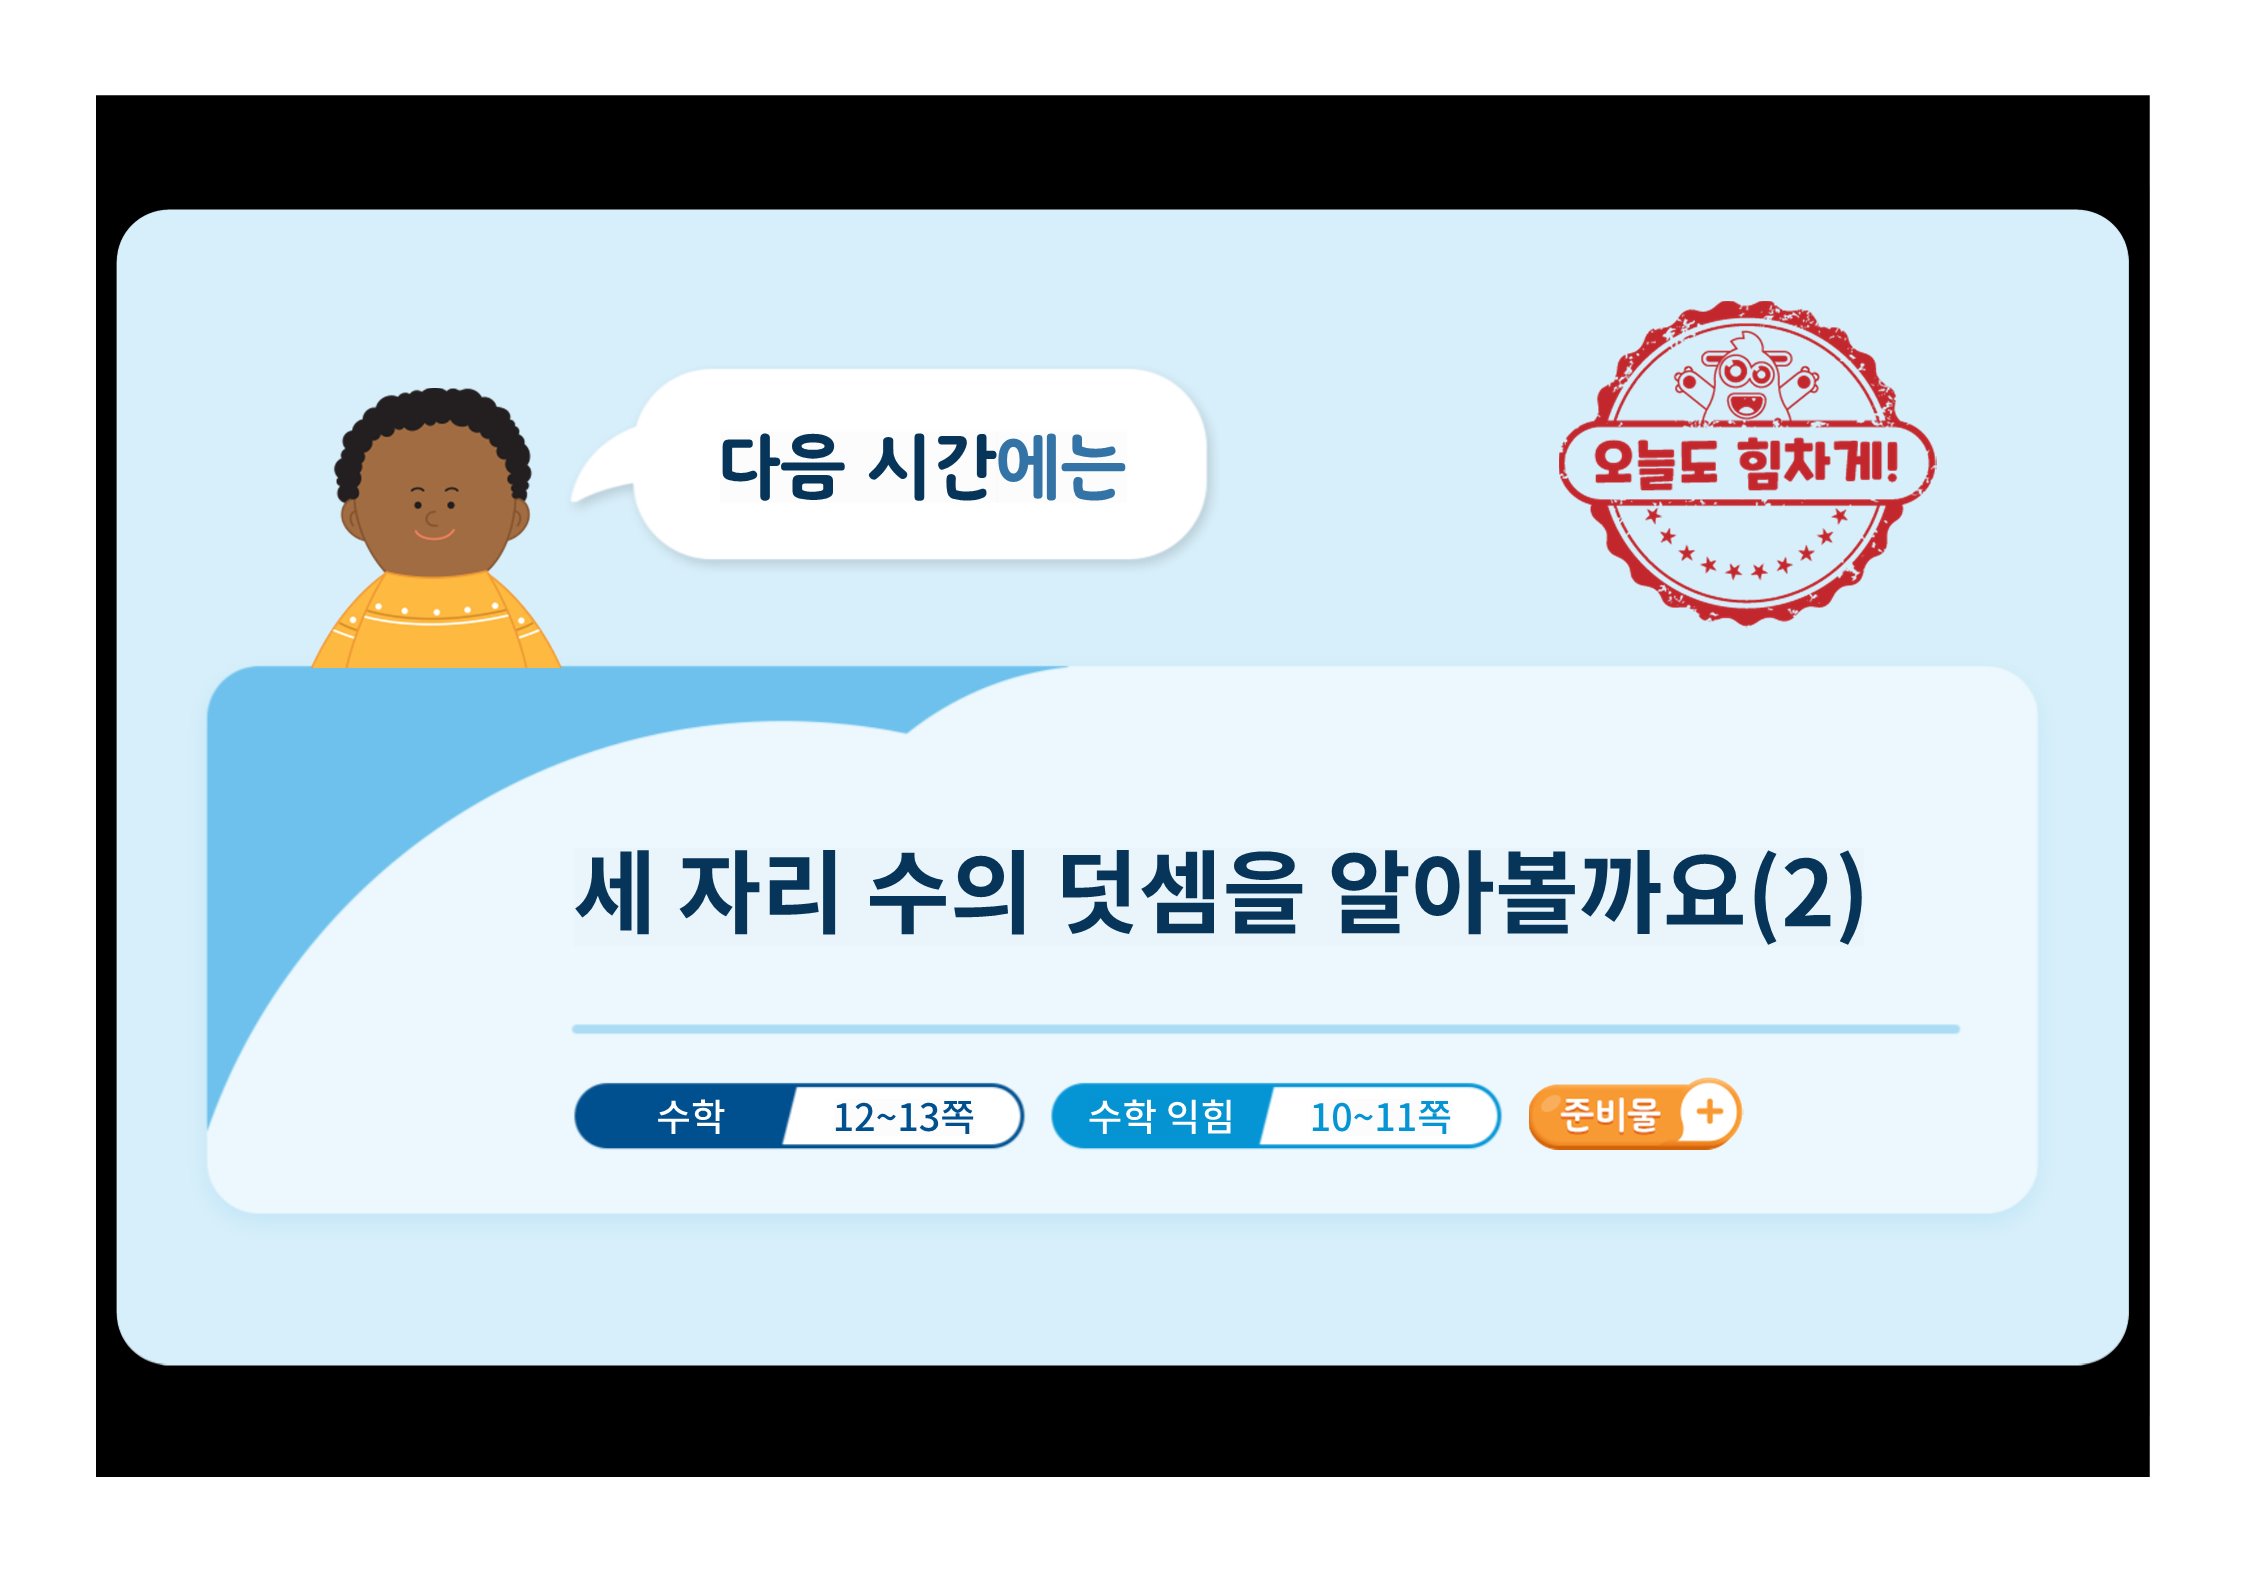 다음 시간에는
오늘도 힘차게!
세 자리 수의 덧셈을 알아볼까요(2)
수학 12~13쪽 수학 익힘 10~11쪽 준비물 +